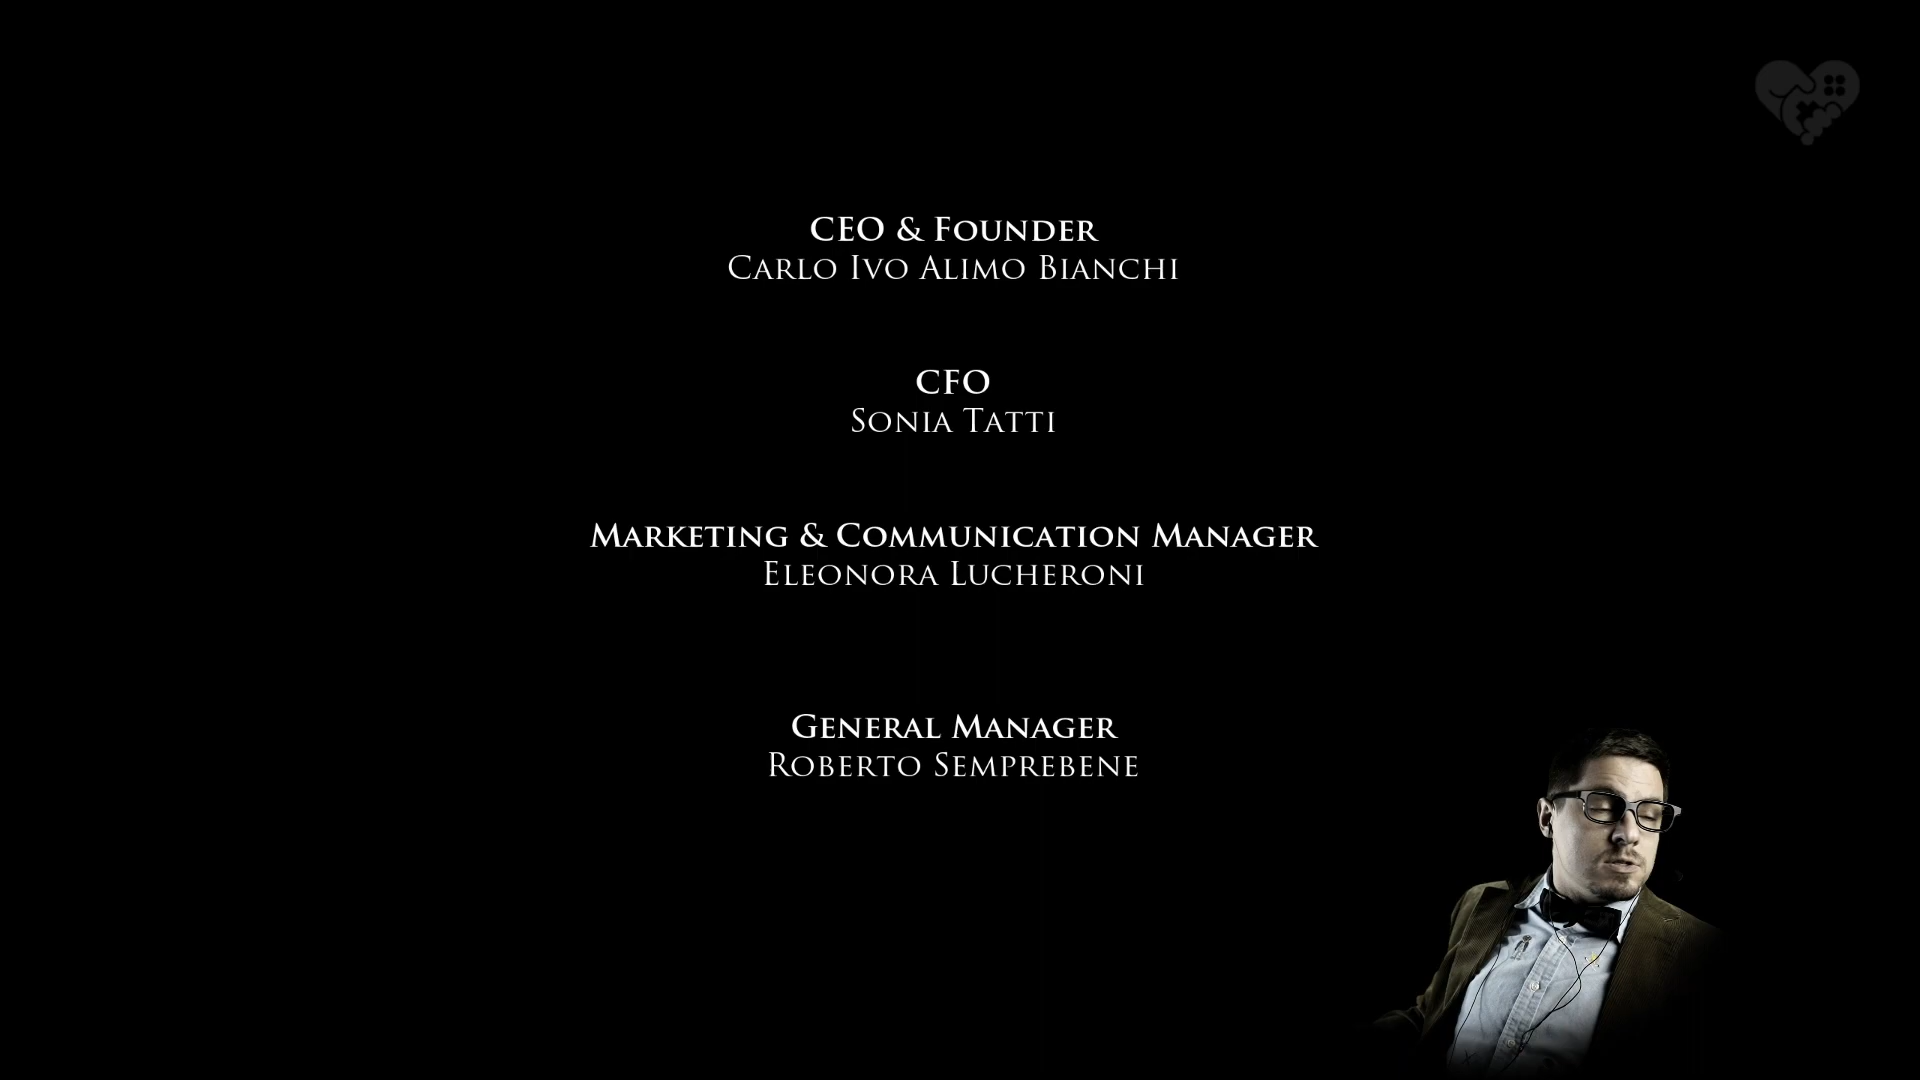 CEO & Founder
Carlo Ivo Alimo Bianchi
CFO
Sonia Tatti
Marketing & Communication Manager
Eleonora Lucheroni
General Manager
Roberto Semprebene